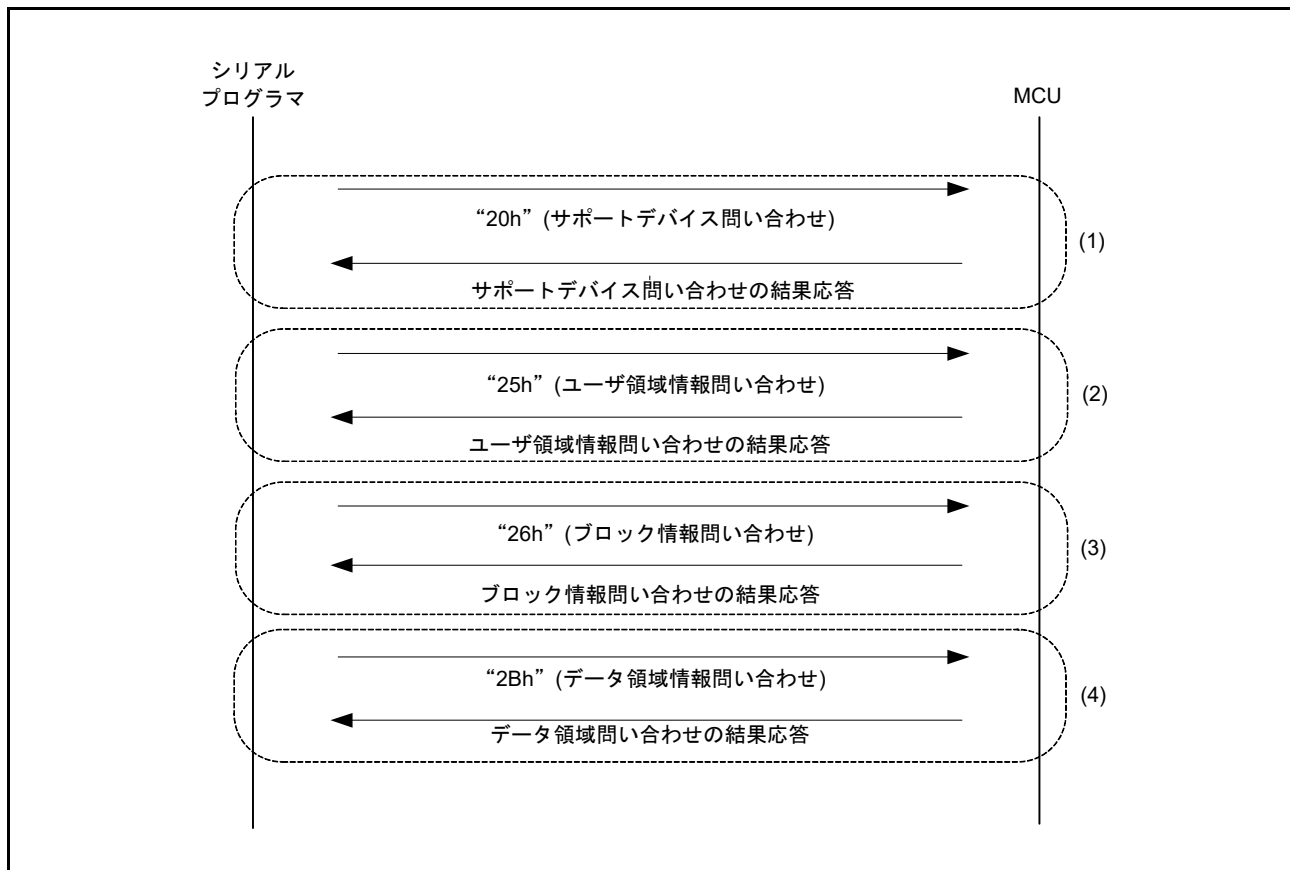 シリアル
プログラマ
MCU
“20h” (サポートデバイス問い合わせ)
サポートデバイス問い合わせの結果応答
(1)
“25h” (ユーザ領域情報問い合わせ)
ユーザ領域情報問い合わせの結果応答
(2)
“26h” (ブロック情報問い合わせ)
ブロック情報問い合わせの結果応答
(3)
“2Bh” (データ領域情報問い合わせ)
データ領域問い合わせの結果応答
(4)